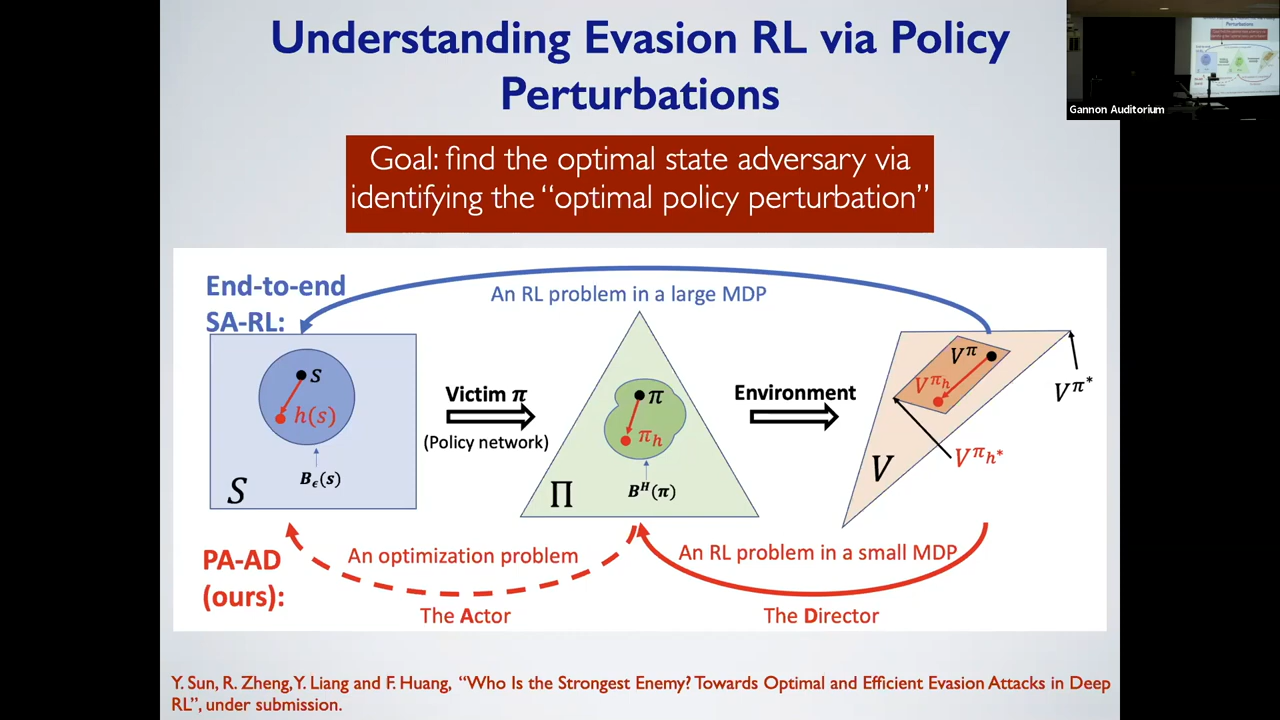 Understanding Evasion RL via Policy
Perturbations
Gannon Auditorium
Goal: find the optimal state adversary via
identifying the “optimal policy perturbation”
End-to-end
SA-RL:
An RL problem in a large MDP
s
h(s)
B_ϵ(s)
S
Victim π
(Policy network)
π
π_h
B^H(π)
Π
Environment
V^π
V^{π_h}
V^{π*}
V^{π_{h*}}
V
PA-AD
(ours):
An optimization problem
The Actor
An RL problem in a small MDP
The Director
Y. Sun, R. Zheng, Y. Liang and F. Huang, “Who Is the Strongest Enemy? Towards Optimal and Efficient Evasion Attacks in Deep
RL”, under submission.